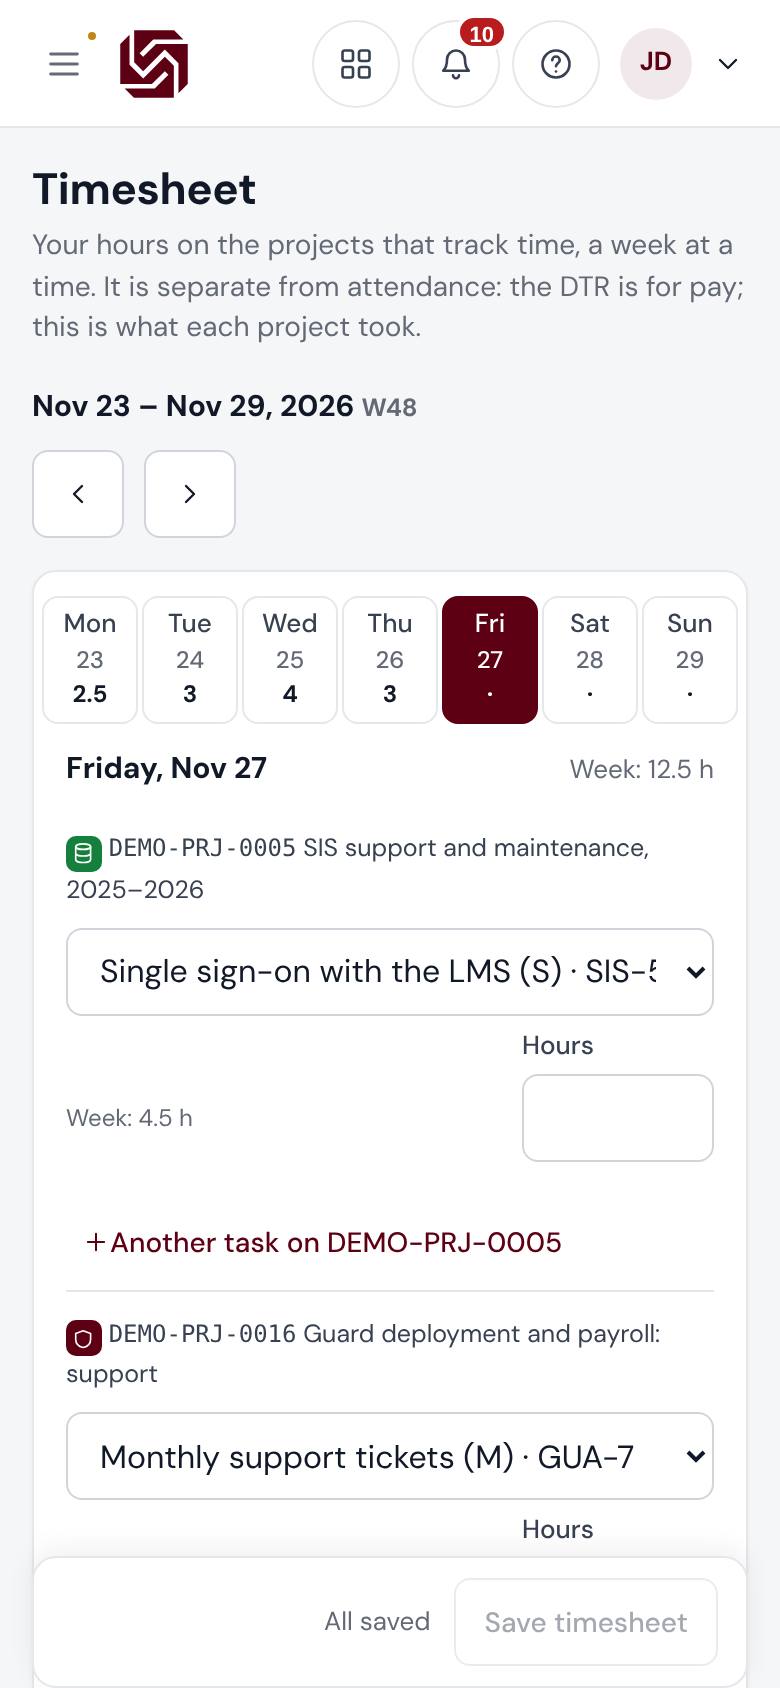 10
JD
Timesheet
Your hours on the projects that track time, a week at a
time. It is separate from attendance: the DTR is for pay;
this is what each project took.
Nov 23 – Nov 29, 2026 W48
Mon Tue Wed Thu Fri Sat Sun
23 24 25 26 27 28 29
2.5 3 4 3 · · ·
Friday, Nov 27 Week: 12.5 h
DEMO-PRJ-0005 SIS support and maintenance,
2025–2026
Single sign-on with the LMS (S) · SIS-5
Hours
Week: 4.5 h
+ Another task on DEMO-PRJ-0005
DEMO-PRJ-0016 Guard deployment and payroll:
support
Monthly support tickets (M) · GUA-7
Hours
All saved Save timesheet